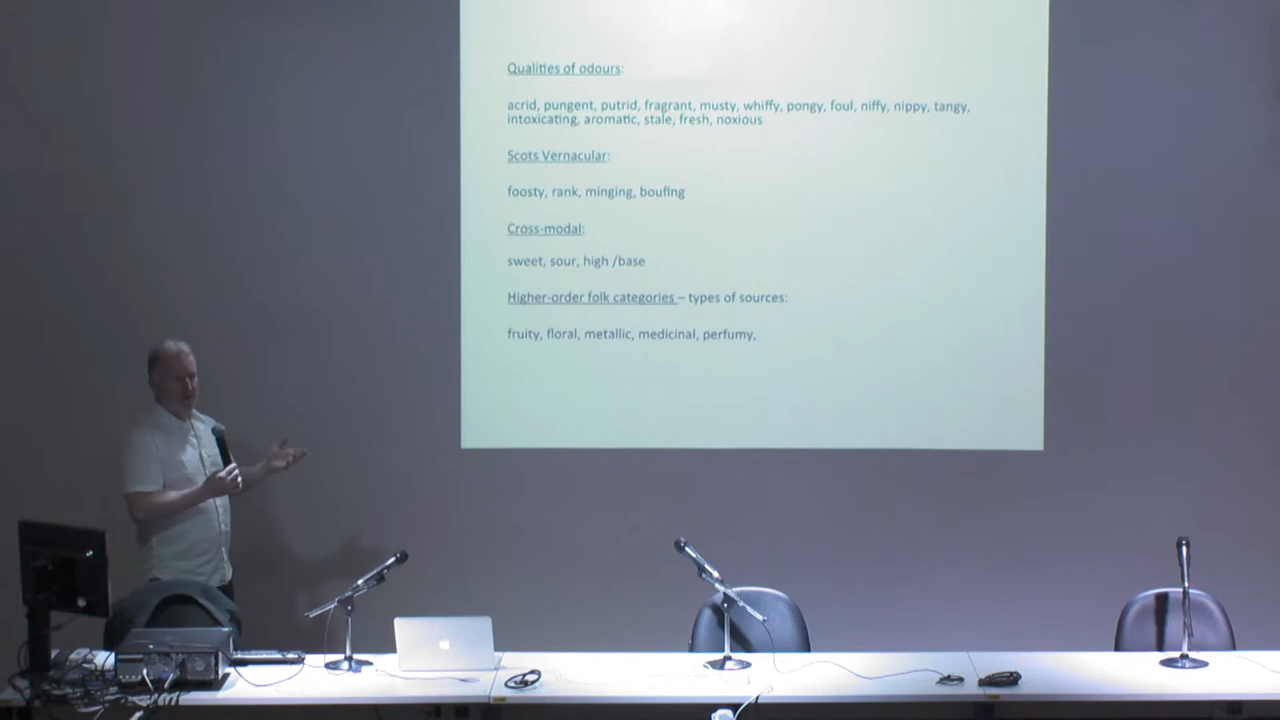 Qualities of odours:
acrid, pungent, putrid, fragrant, musty, whiffy, pongy, foul, niffy, nippy, tangy,
intoxicating, aromatic, stale, fresh, noxious
Scots Vernacular:
foosty, rank, minging, boufing
Cross-modal:
sweet, sour, high /base
Higher-order folk categories – types of sources:
fruity, floral, metallic, medicinal, perfumy,